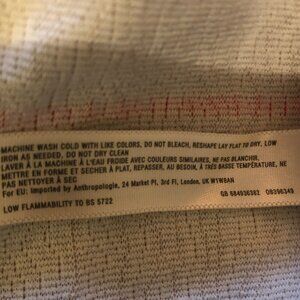 MACHINE WASH COLD WITH LIKE COLORS, DO NOT BLEACH, RESHAPE LAY FLAT TO DRY, LOW
IRON AS NEEDED, DO NOT DRY CLEAN
LAVER À LA MACHINE À L'EAU FROIDE AVEC COULEURS SIMILAIRES, NE PAS BLANCHIR,
METTRE EN FORME ET SÉCHER À PLAT, REPASSER, AU BESOIN, À TRÈS BASSE TEMPÉRATURE, NE
PAS NETTOYER À SEC
For EU: Imported by Anthropologie, 24 Market Pl, 3rd Fl, London, UK W1W8AN
GB 684936362 OB396349
LOW FLAMMABILITY TO BS 5722